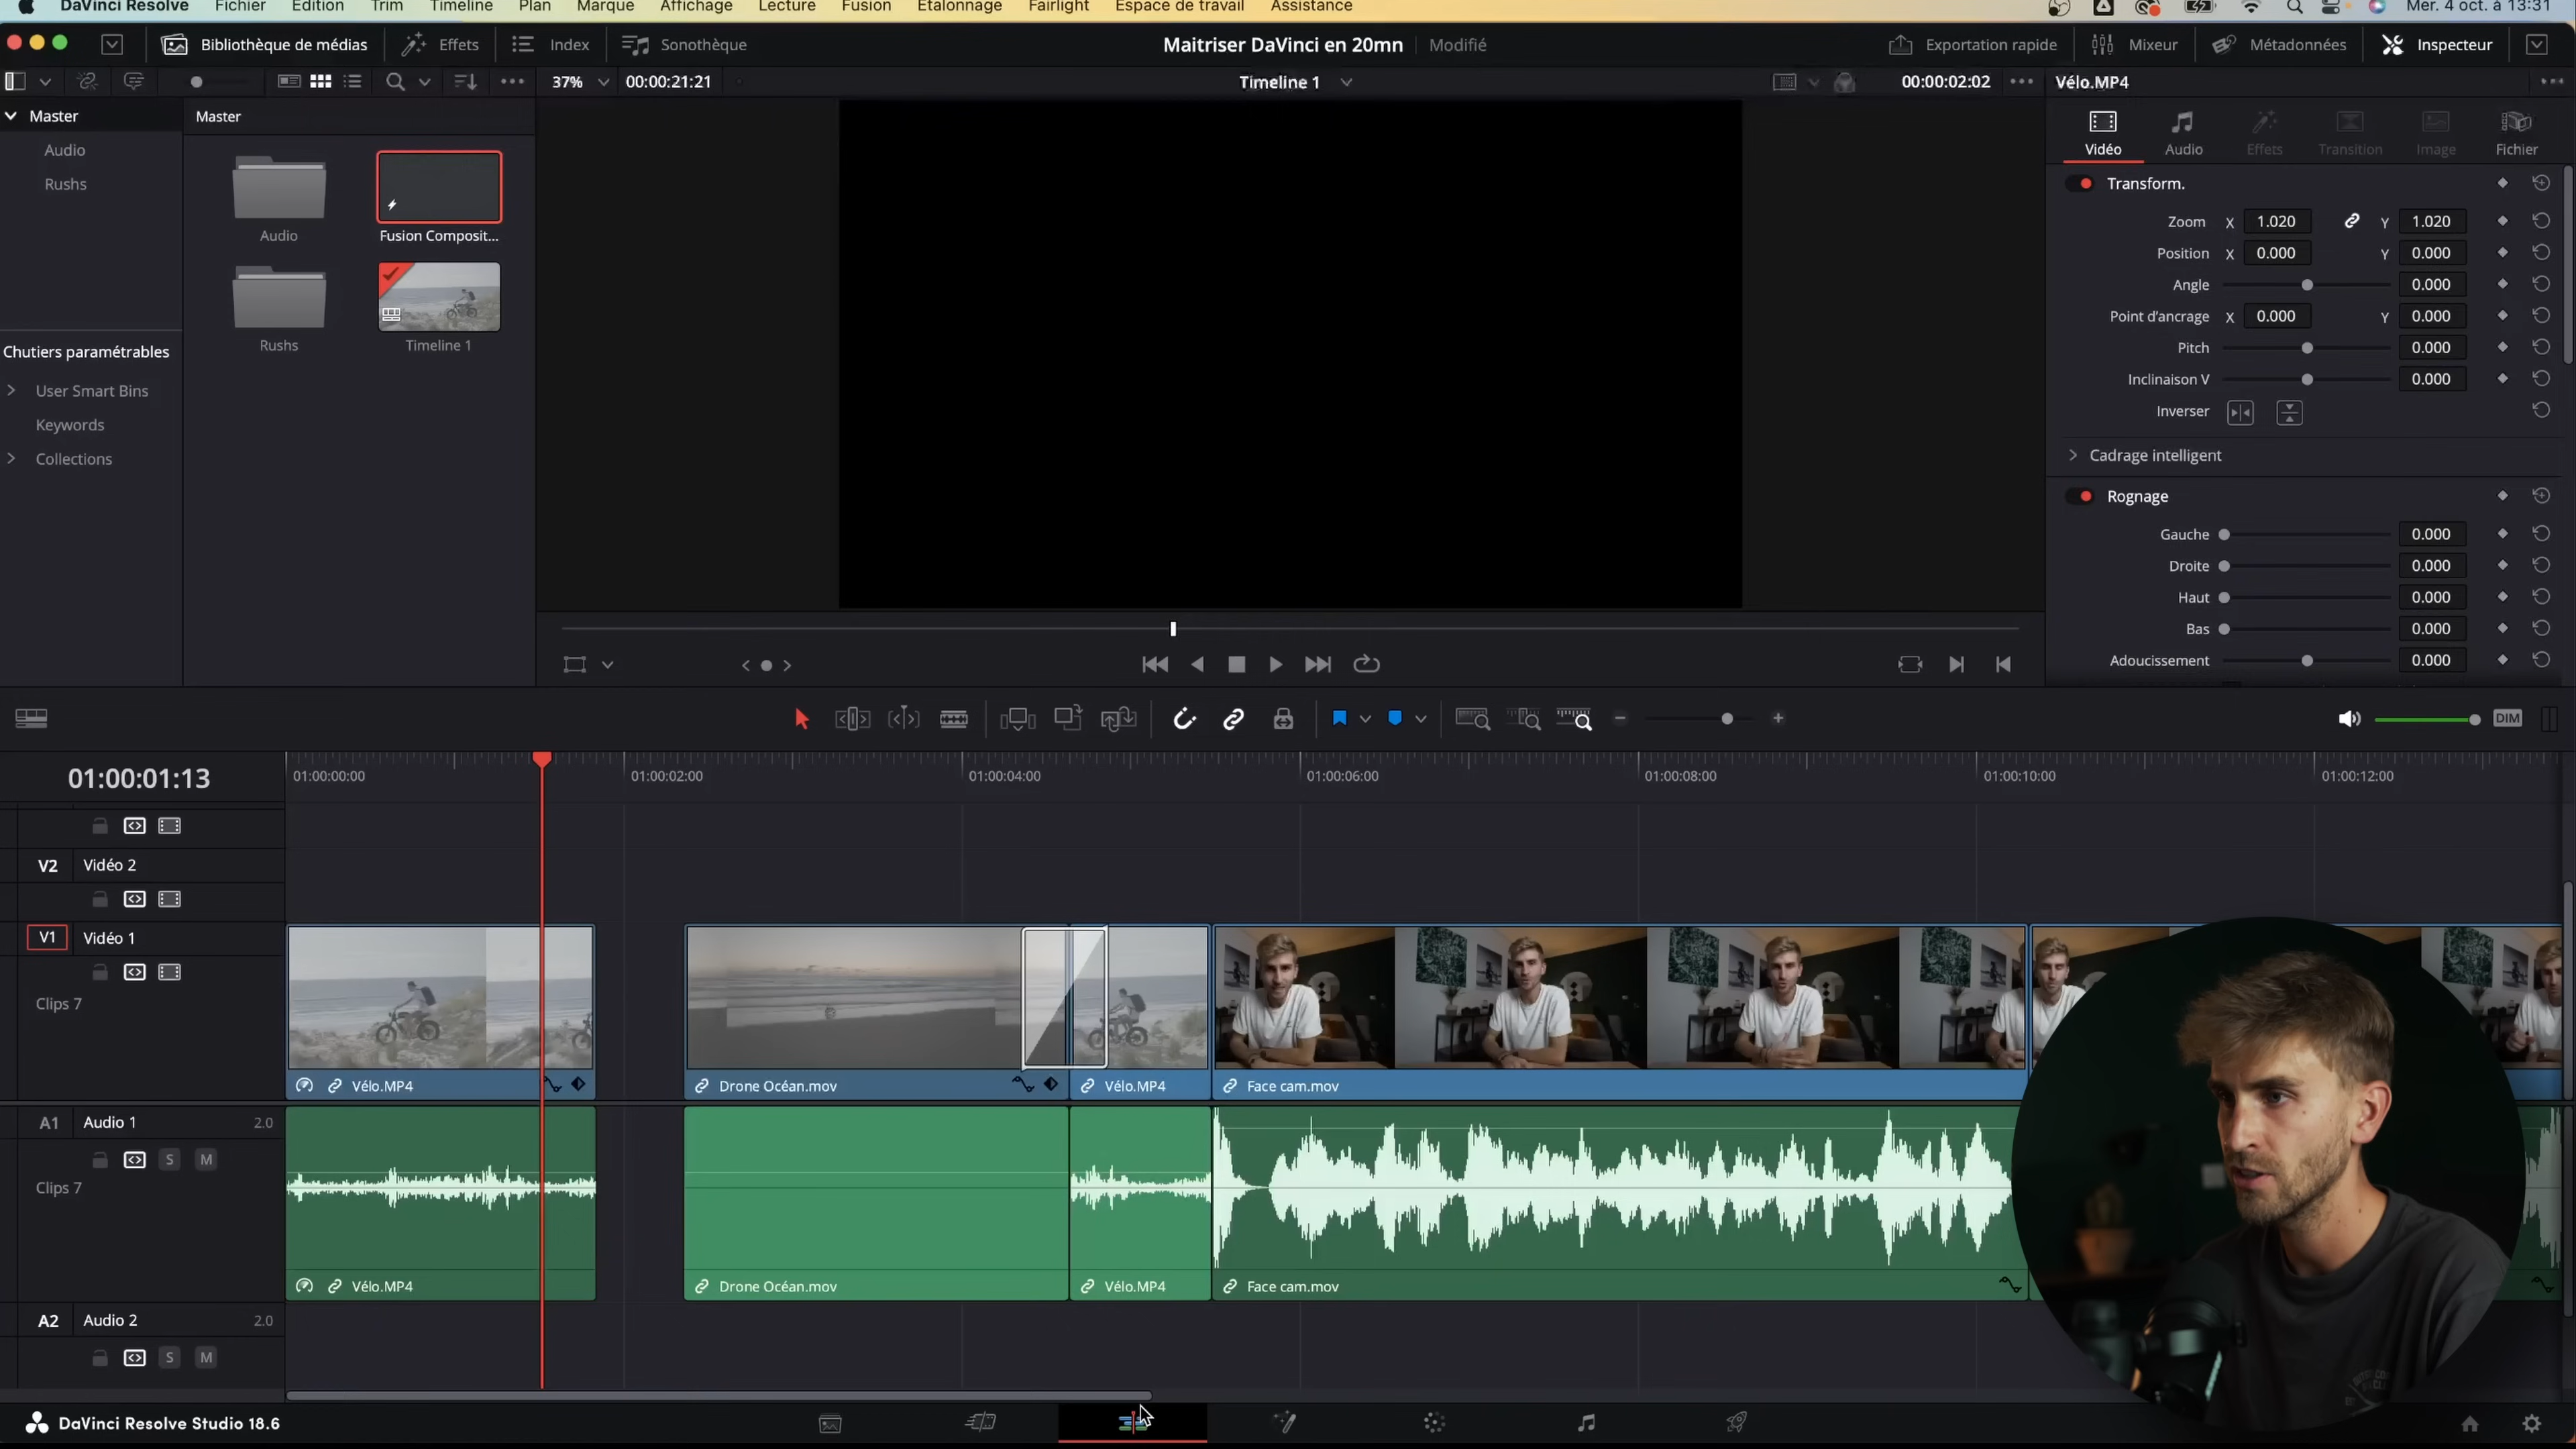 DaVinci Resolve Fichier Edition Trim Timeline Plan Marque Affichage Lecture Fusion Etalonnage Fairlight Espace de travail Assistance Mer. 4 oct. à 13:31
Bibliothèque de médias Effets Index Sonothèque Maitriser DaVinci en 20mn Modifié Exportation rapide Mixeur Métadonnées Inspecteur
37% 00:00:21:21 Timeline 1 00:00:02:02 Vélo.MP4
Master
Audio
Rushs
Chutiers paramétrables
User Smart Bins
Keywords
Collections
Master
Audio Fusion Composit...
Rushs Timeline 1
Vidéo Audio Effets Transition Image Fichier
Transform.
Zoom X 1.020 Y 1.020
Position X 0.000 Y 0.000
Angle 0.000
Point d'ancrage X 0.000 Y 0.000
Pitch 0.000
Inclinaison V 0.000
Inverser
Cadrage intelligent
Rognage
Gauche 0.000
Droite 0.000
Haut 0.000
Bas 0.000
Adoucissement 0.000
DIM
01:00:01:13 01:00:00:00 01:00:02:00 01:00:04:00 01:00:06:00 01:00:08:00 01:00:10:00 01:00:12:00
V2 Vidéo 2
V1 Vidéo 1
Clips 7
Vélo.MP4 Drone Océan.mov Vélo.MP4 Face cam.mov
A1 Audio 1 2.0
S M
Clips 7
Vélo.MP4 Drone Océan.mov Vélo.MP4 Face cam.mov
A2 Audio 2 2.0
S M
DaVinci Resolve Studio 18.6